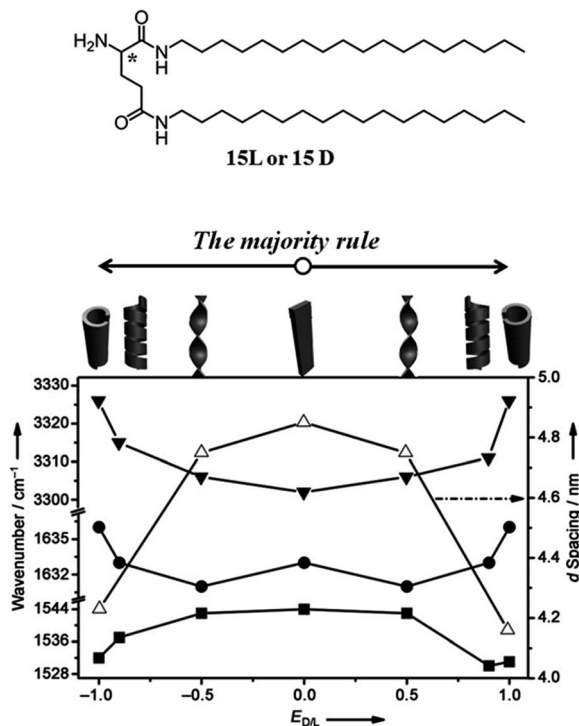 O
H₂N
*
N
H
O
N
H
15L or 15 D
The majority rule
3330
3320
3310
3300
1635
1632
1544
1536
1528
Wavenumber / cm⁻¹
5.0
4.8
4.6
4.4
4.2
4.0
d Spacing / nm
−1.0
−0.5
0.0
0.5
1.0
E_D/L